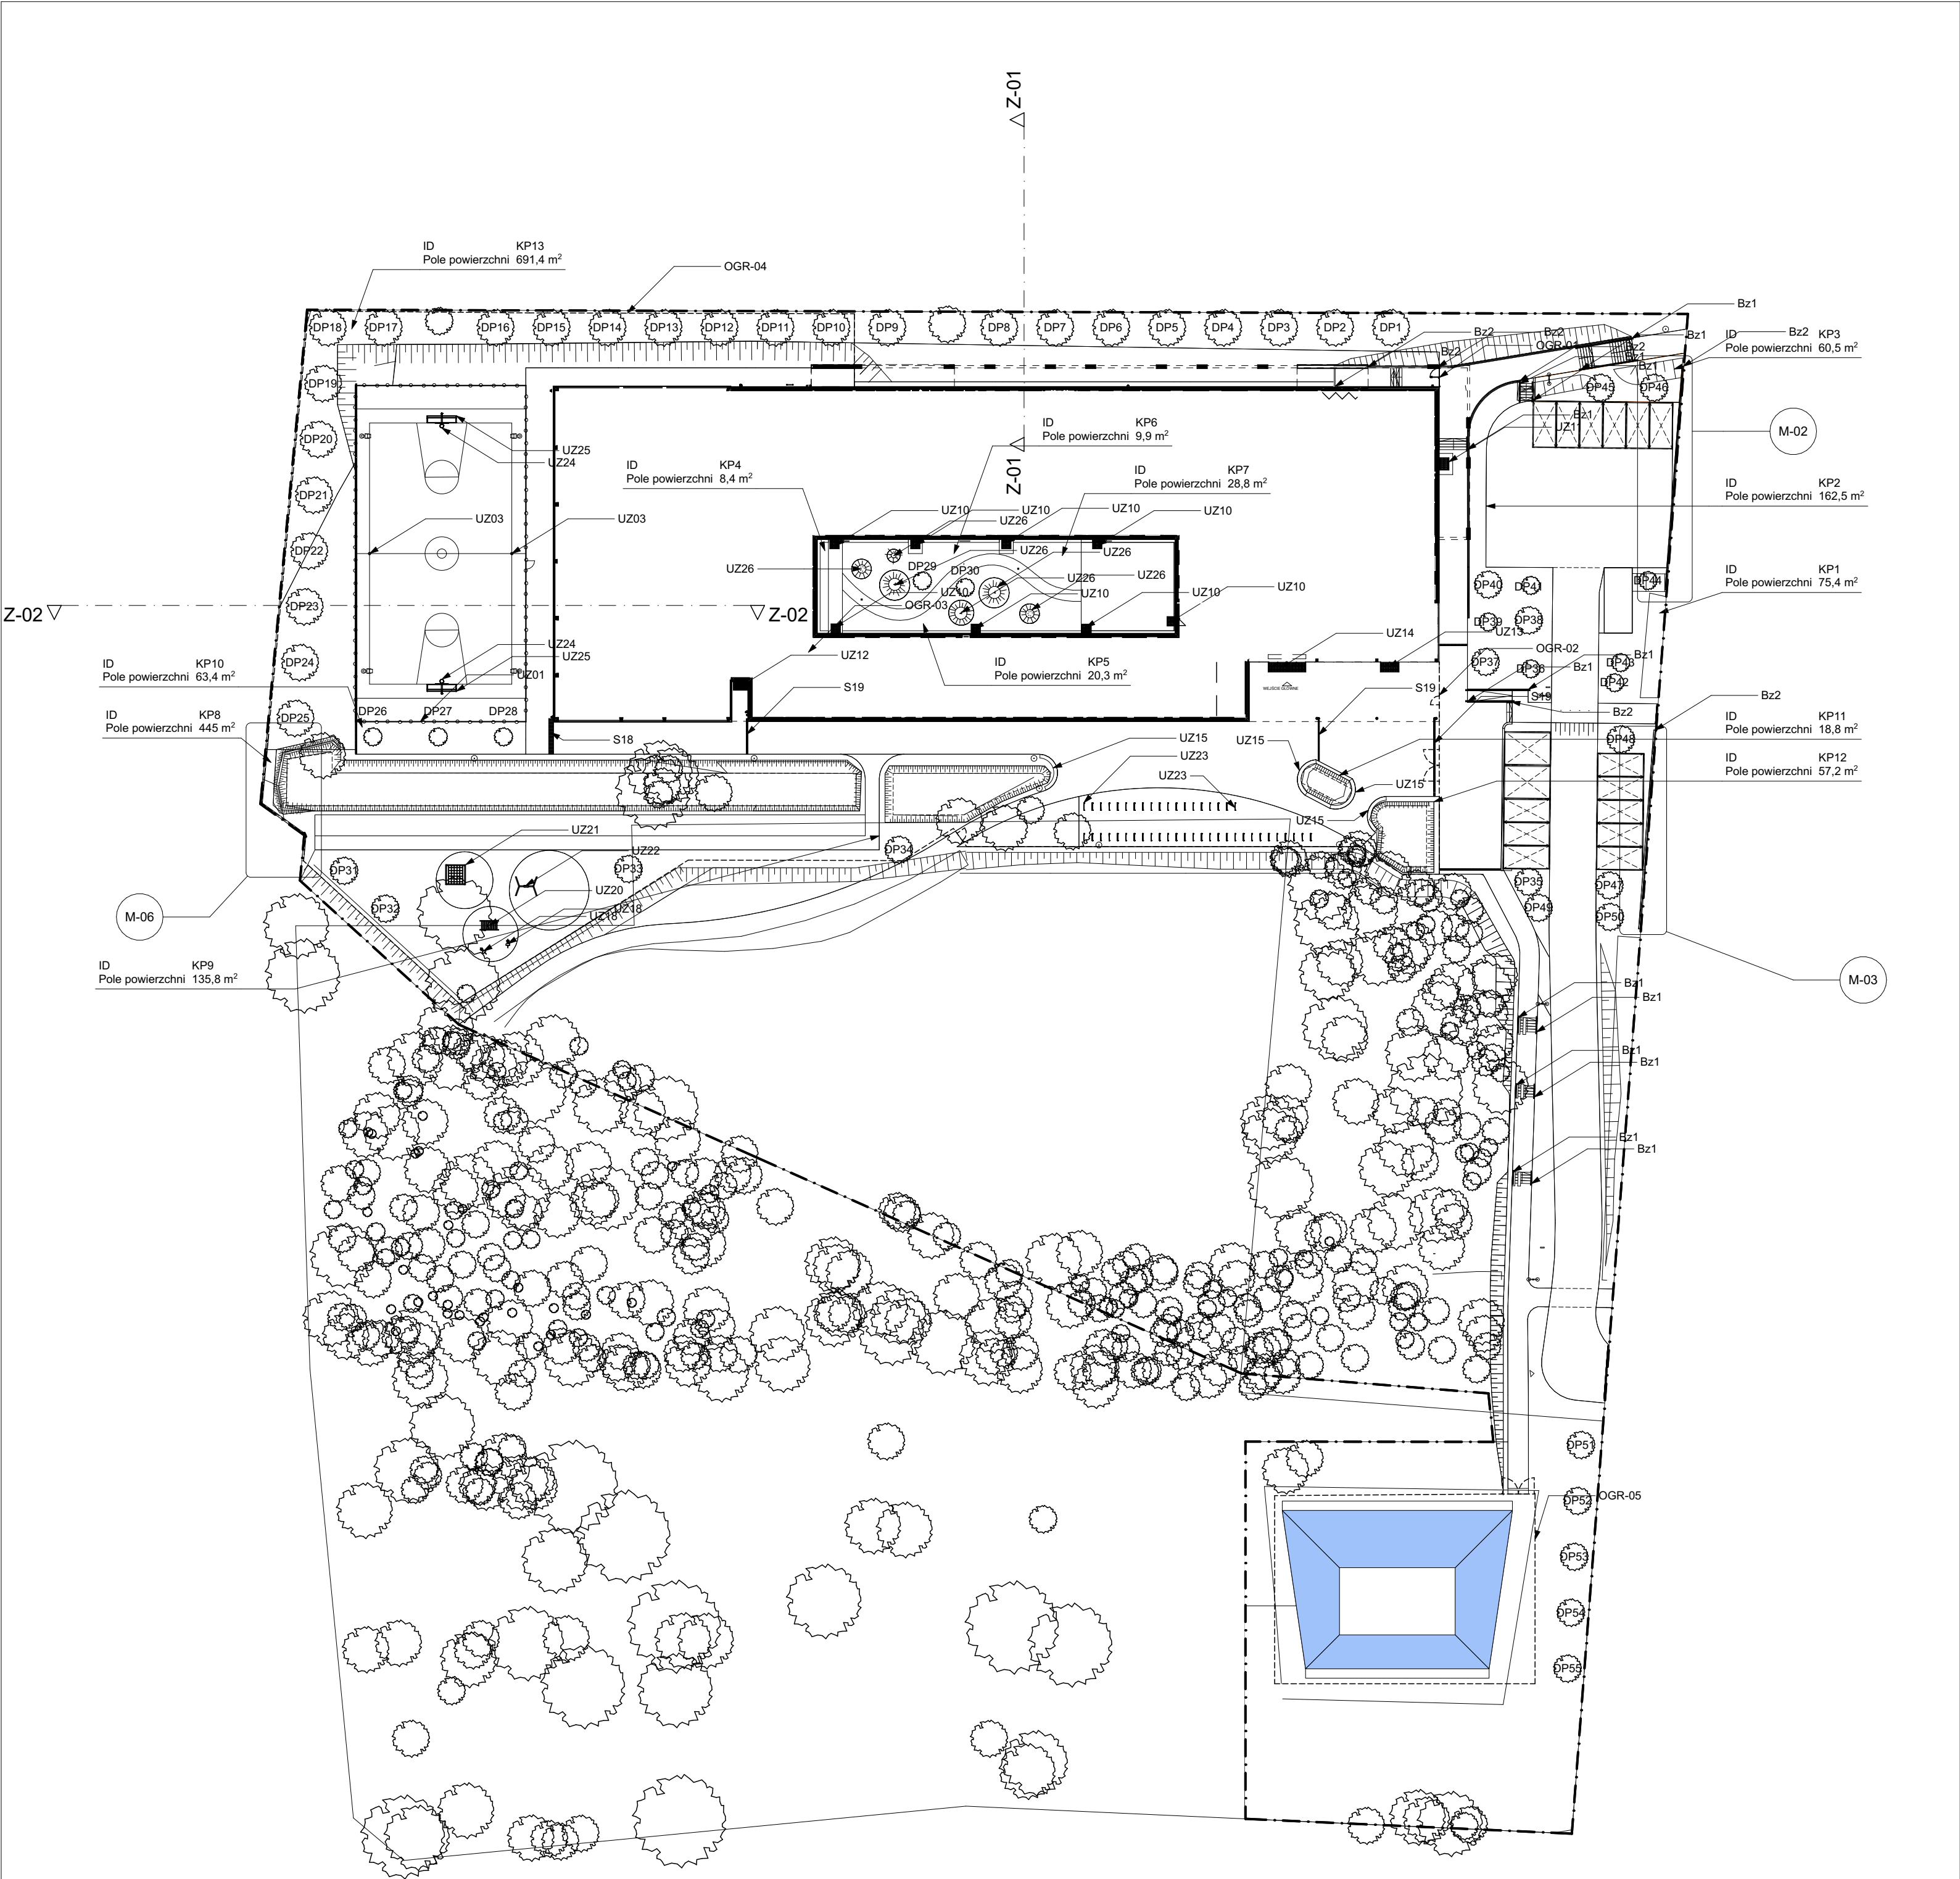 Z-01
ID KP13
Pole powierzchni 691,4 m²
OGR-04
Bz1
DP18 DP17 DP16 DP15 DP14 DP13 DP12 DP11 DP10 DP9 DP8 DP7 DP6 DP5 DP4 DP3 DP2 DP1
Bz2 Bz2 Bz1 Bz2
ID KP3
Pole powierzchni 60,5 m²
OGR-01 Bz2
Bz2 Bz1
Bz1
DP19
DP45 DP46
Bz1
UZ11
M-02
ID KP6
Pole powierzchni 9,9 m²
DP20
UZ25
UZ24
Z-01
ID KP4
Pole powierzchni 8,4 m²
ID KP7
Pole powierzchni 28,8 m²
ID KP2
Pole powierzchni 162,5 m²
DP21
UZ03 UZ03
UZ10 UZ10 UZ10 UZ10
UZ26
DP22
UZ26 UZ26
UZ26 DP29 DP30 UZ26 UZ26
UZ10 UZ10 UZ10 UZ10
OGR-03
DP40 DP41 DP44
ID KP1
Pole powierzchni 75,4 m²
Z-02 DP23 Z-02
DP39 DP38
UZ14 UZ13
UZ24
UZ25
UZ12
OGR-02
DP24
ID KP10
Pole powierzchni 63,4 m²
UZ01
ID KP5
Pole powierzchni 20,3 m²
WEJŚCIE GŁÓWNE
DP37 DP36 Bz1 Bz1 DP43
DP42
S19 S19 S19
Bz2
Bz2
DP25 DP26 DP27 DP28
ID KP8
Pole powierzchni 445 m²
S18
UZ15 UZ15
DP48
ID KP11
Pole powierzchni 18,8 m²
UZ23
UZ23
UZ15
ID KP12
Pole powierzchni 57,2 m²
UZ15
UZ21
UZ22
DP34
DP31 DP33
UZ20
DP35 DP47
DP32 UZ18
UZ18
DP49 DP50
M-06
ID KP9
Pole powierzchni 135,8 m²
M-03
Bz1
Bz1
Bz1
Bz1
Bz1
Bz1
DP51
DP52 OGR-05
DP53
DP54
DP55